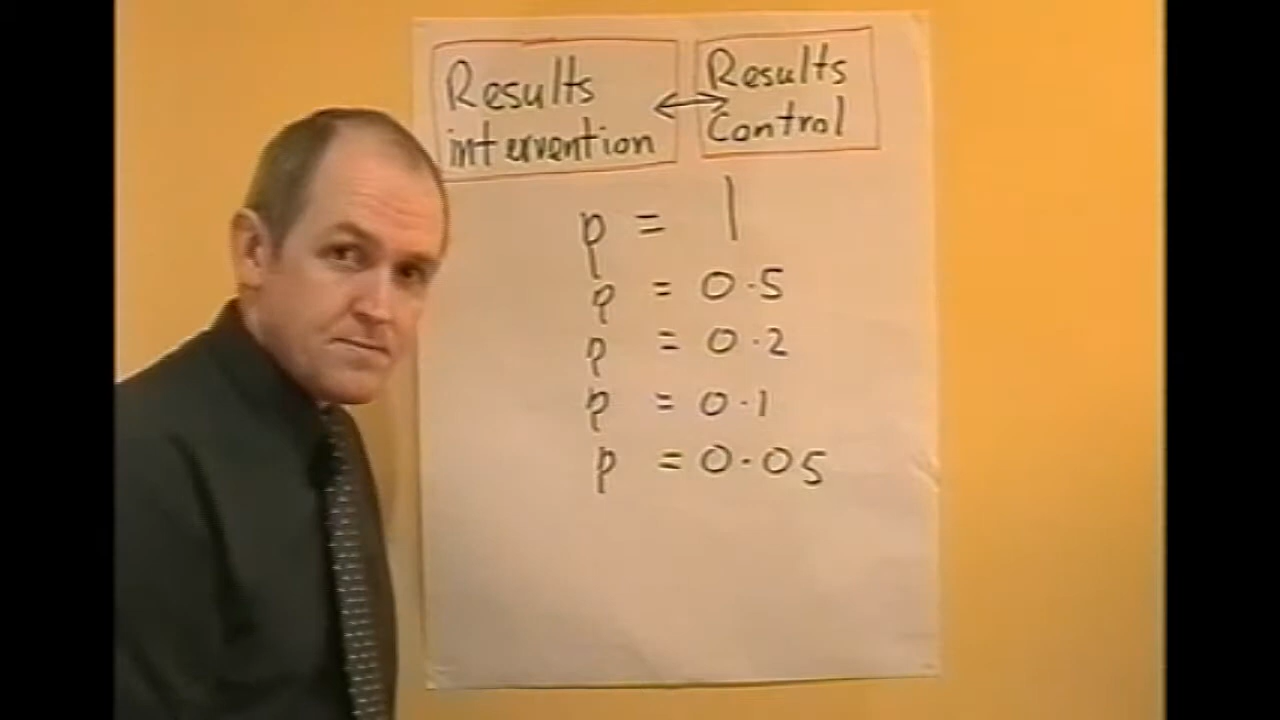 Results intervention
Results Control
p = 1
p = 0.5
p = 0.2
p = 0.1
p = 0.05